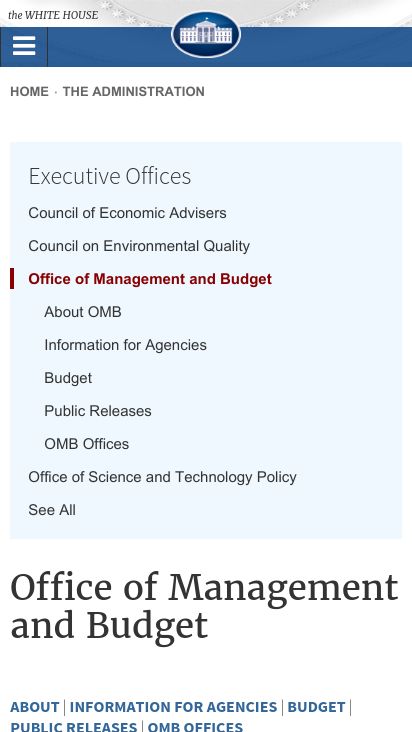 the WHITE HOUSE
HOME · THE ADMINISTRATION
Executive Offices
Council of Economic Advisers
Council on Environmental Quality
Office of Management and Budget
About OMB
Information for Agencies
Budget
Public Releases
OMB Offices
Office of Science and Technology Policy
See All
Office of Management
and Budget
ABOUT | INFORMATION FOR AGENCIES | BUDGET |
PUBLIC RELEASES | OMB OFFICES